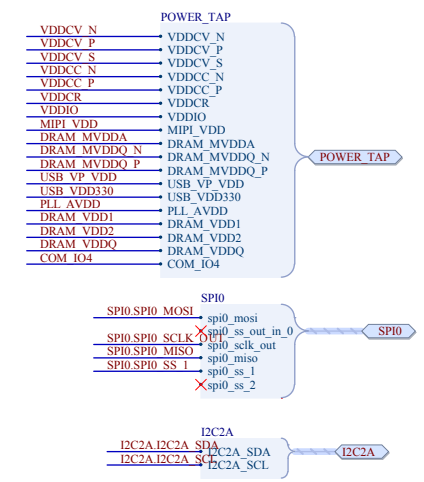 POWER_TAP
VDDCV_N VDDCV_N
VDDCV_P VDDCV_P
VDDCV_S VDDCV_S
VDDCC_N VDDCC_N
VDDCC_P VDDCC_P
VDDCR VDDCR
VDDIO VDDIO
MIPI_VDD MIPI_VDD
DRAM_MVDDA DRAM_MVDDA
DRAM_MVDDQ_N DRAM_MVDDQ_N POWER_TAP
DRAM_MVDDQ_P DRAM_MVDDQ_P
USB_VP_VDD USB_VP_VDD
USB_VDD330 USB_VDD330
PLL_AVDD PLL_AVDD
DRAM_VDD1 DRAM_VDD1
DRAM_VDD2 DRAM_VDD2
DRAM_VDDQ DRAM_VDDQ
COM_IO4 COM_IO4
SPI0
SPI0.SPI0_MOSI spi0_mosi
spi0_ss_out_in_0 SPI0
SPI0.SPI0_SCLK_OUT spi0_sclk_out
SPI0.SPI0_MISO spi0_miso
SPI0.SPI0_SS_1 spi0_ss_1
spi0_ss_2
I2C2A
I2C2A.I2C2A_SDA I2C2A_SDA I2C2A
I2C2A.I2C2A_SCL I2C2A_SCL